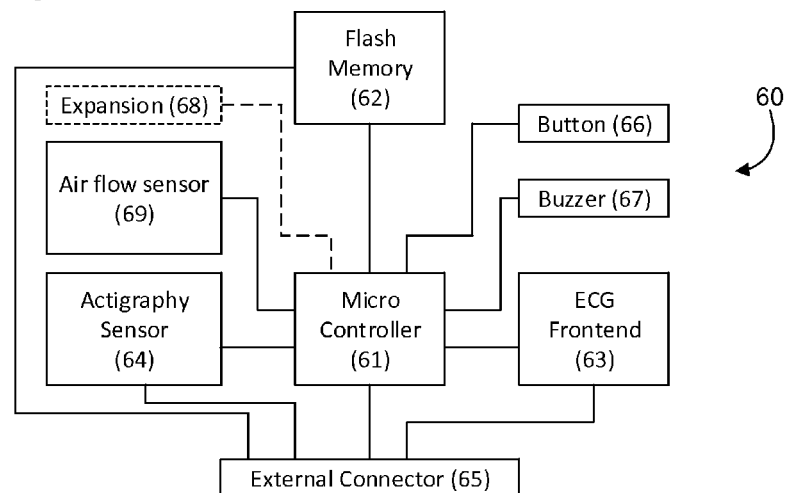 Flash
Memory
(62)
Expansion (68)
Button (66)
60
Air flow sensor
(69)
Buzzer (67)
Actigraphy
Sensor
(64)
Micro
Controller
(61)
ECG
Frontend
(63)
External Connector (65)